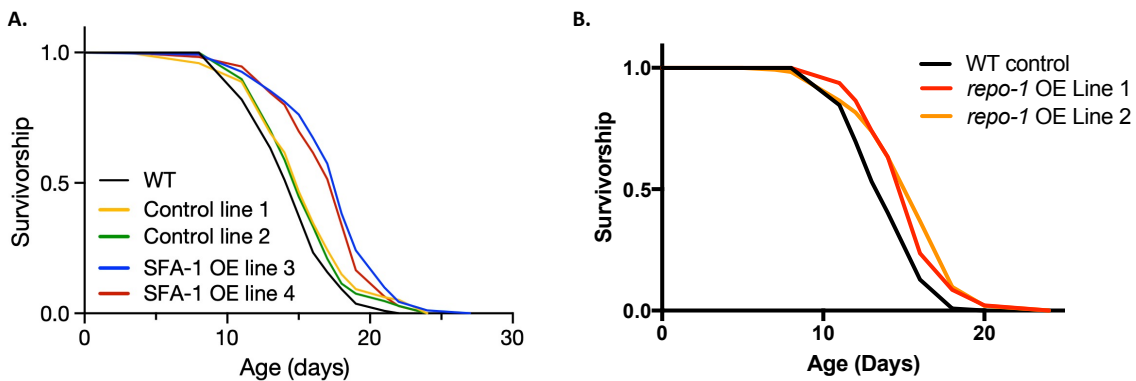 A.
1.0
0.5
0.0
Survivorship
WT
Control line 1
Control line 2
SFA-1 OE line 3
SFA-1 OE line 4
0
10
20
30
Age (days)
B.
1.0
0.5
0.0
Survivorship
WT control
repo-1 OE Line 1
repo-1 OE Line 2
0
10
20
Age (Days)